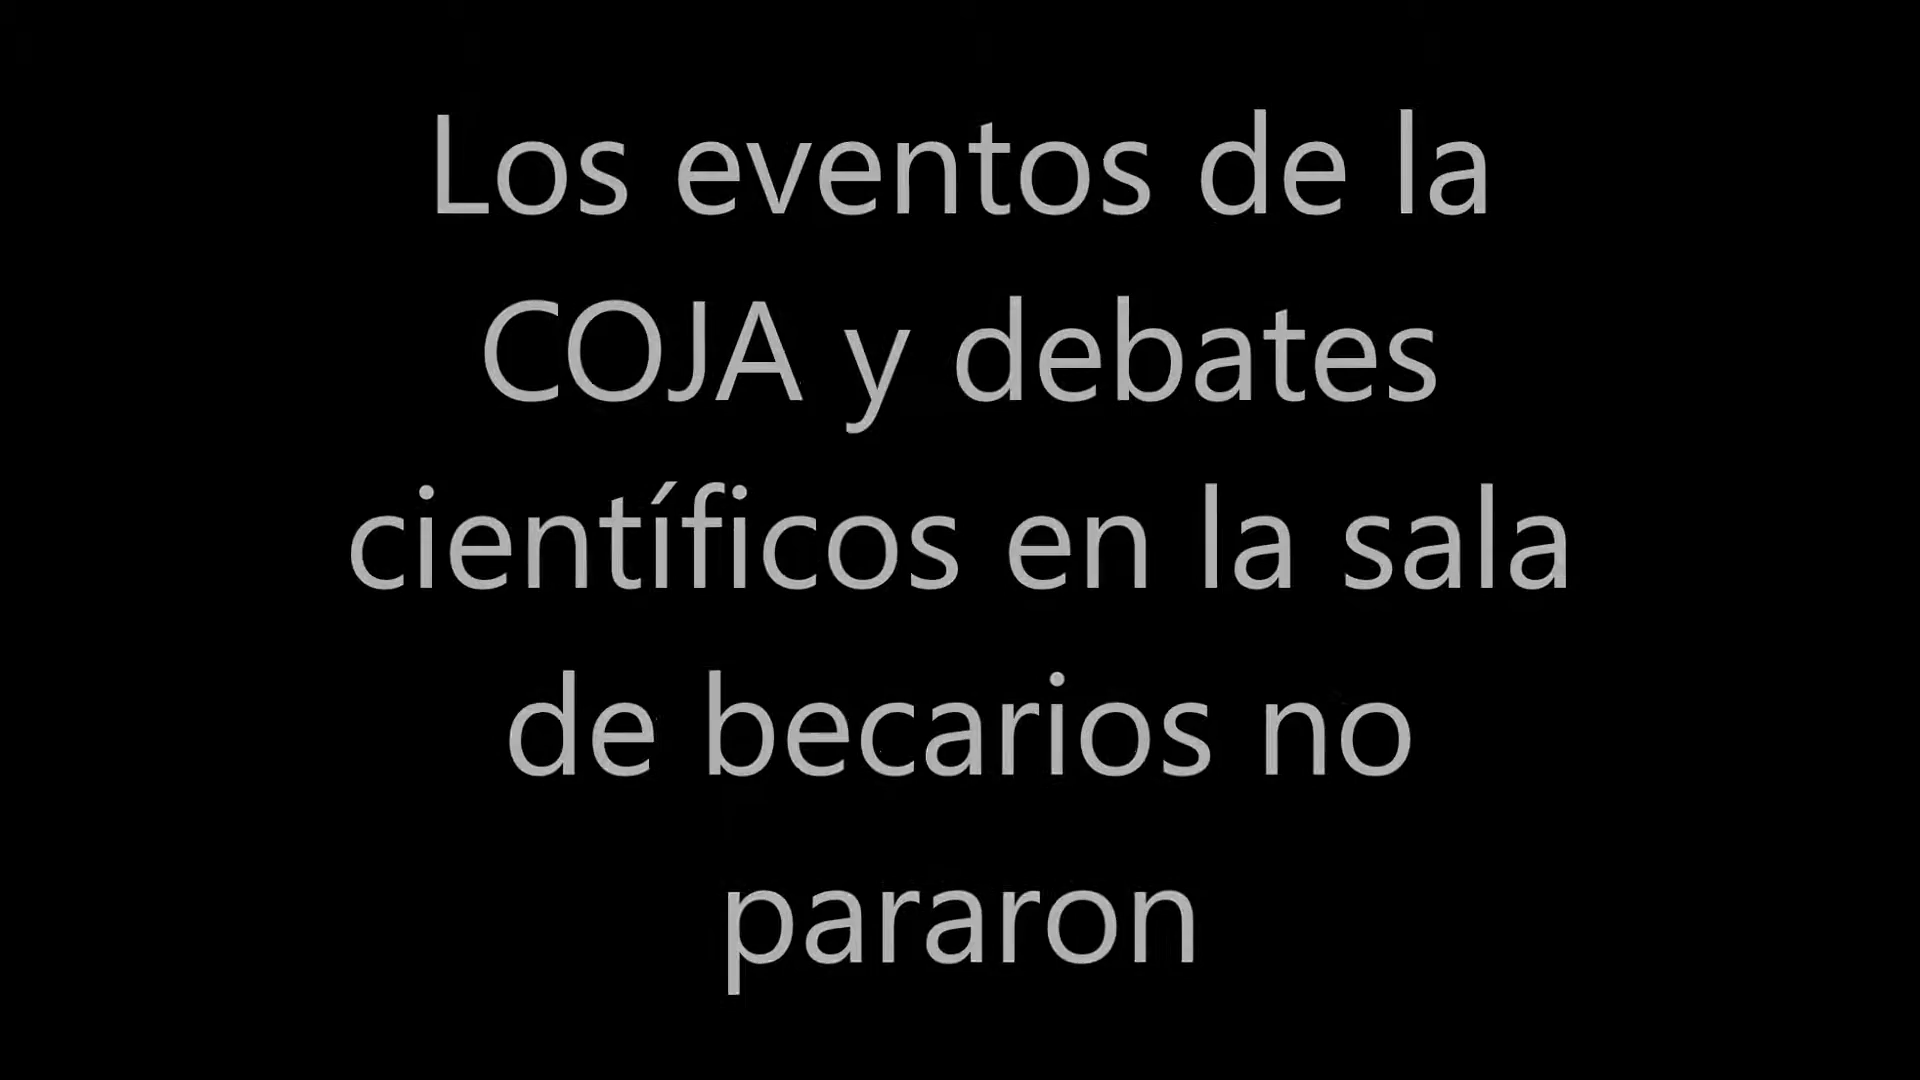 Los eventos de la
COJA y debates
científicos en la sala
de becarios no
pararon